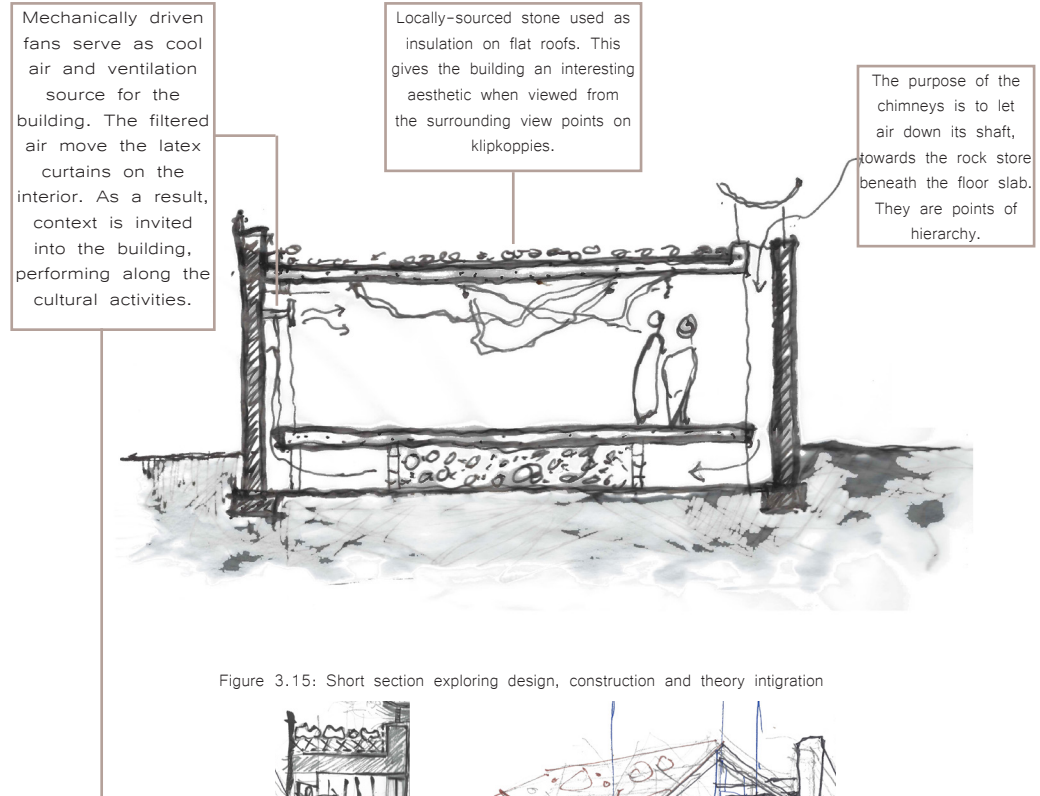 Mechanically driven
fans serve as cool
air and ventilation
source for the
building. The filtered
air move the latex
curtains on the
interior. As a result,
context is invited
into the building,
performing along the
cultural activities.
Locally-sourced stone used as
insulation on flat roofs. This
gives the building an interesting
aesthetic when viewed from
the surrounding view points on
klipkoppies.
The purpose of the
chimneys is to let
air down its shaft,
towards the rock store
beneath the floor slab.
They are points of
hierarchy.
Figure 3.15: Short section exploring design, construction and theory intigration